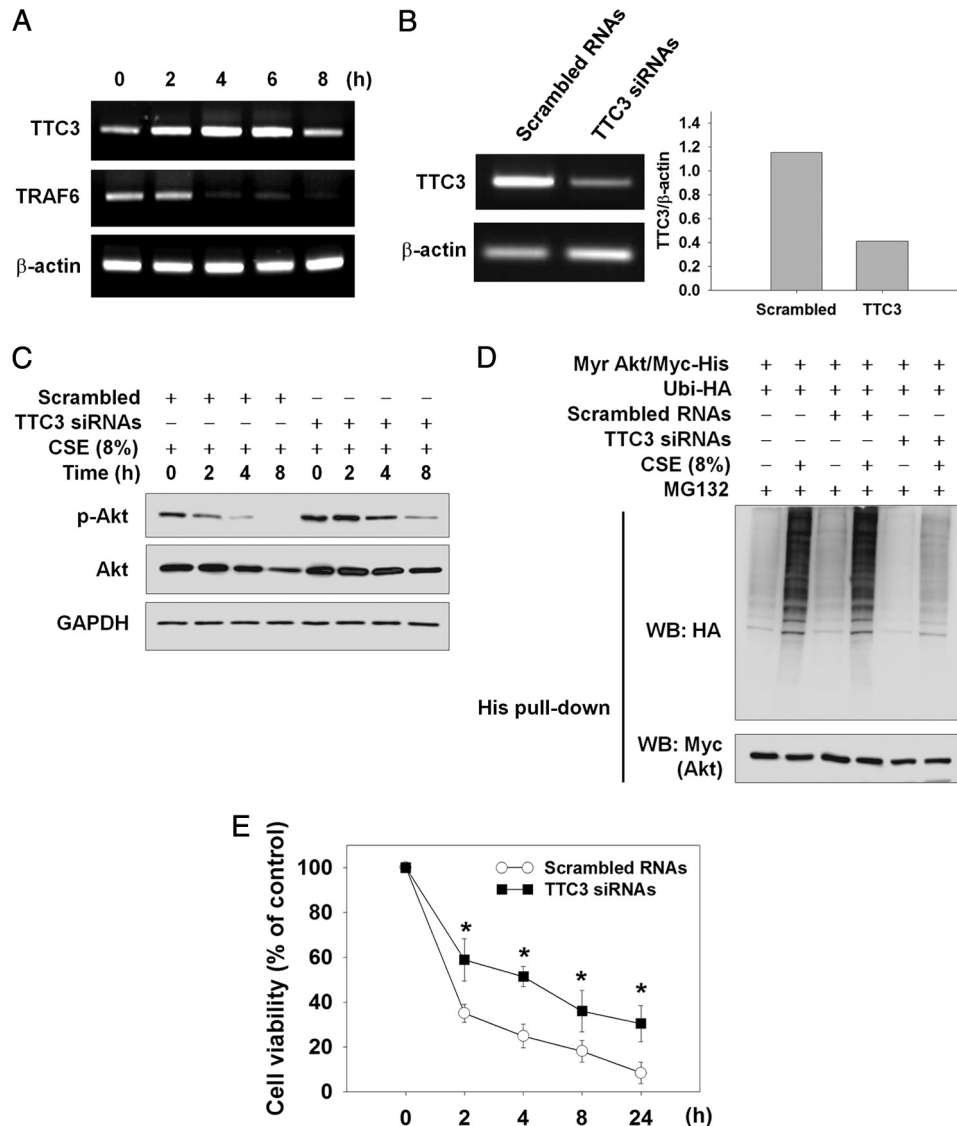 A
0 2 4 6 8 (h)
TTC3
TRAF6
β-actin
B
Scrambled RNAs
TTC3 siRNAs
TTC3
β-actin
TTC3/β-actin
1.4
1.2
1.0
0.8
0.6
0.4
0.2
0.0
Scrambled TTC3
C
Scrambled + + + + – – – –
TTC3 siRNAs – – – – + + + +
CSE (8%) + + + + + + + +
Time (h) 0 2 4 8 0 2 4 8
p-Akt
Akt
GAPDH
D
Myr Akt/Myc-His + + + + + +
Ubi-HA + + + + + +
Scrambled RNAs – – + + – –
TTC3 siRNAs – – – – + +
CSE (8%) – + – + – +
MG132 + + + + + +
WB: HA
His pull-down
WB: Myc
(Akt)
E
Cell viability (% of control)
100
80
60
40
20
0
Scrambled RNAs
TTC3 siRNAs
* * * *
0 2 4 8 24 (h)